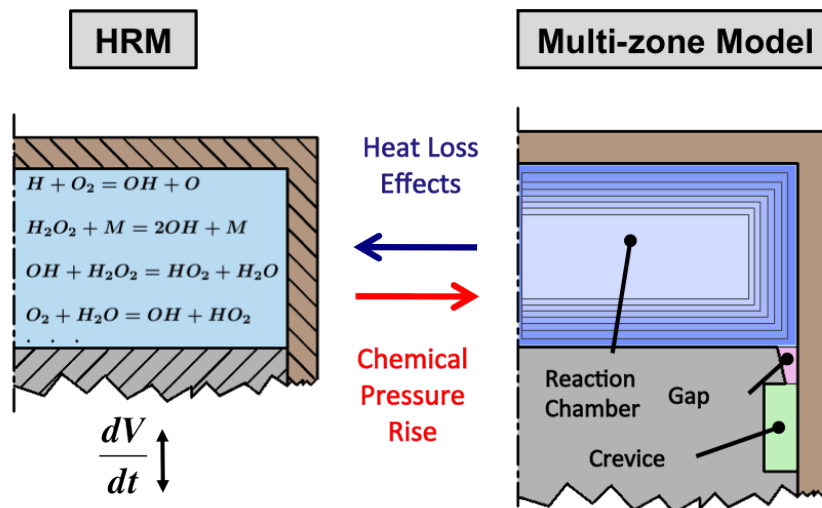 HRM
Multi-zone Model
H + O₂ = OH + O
H₂O₂ + M = 2OH + M
OH + H₂O₂ = HO₂ + H₂O
O₂ + H₂O = OH + HO₂
. . .
Heat Loss
Effects
Chemical
Pressure
Rise
dV
dt
Reaction
Chamber
Gap
Crevice